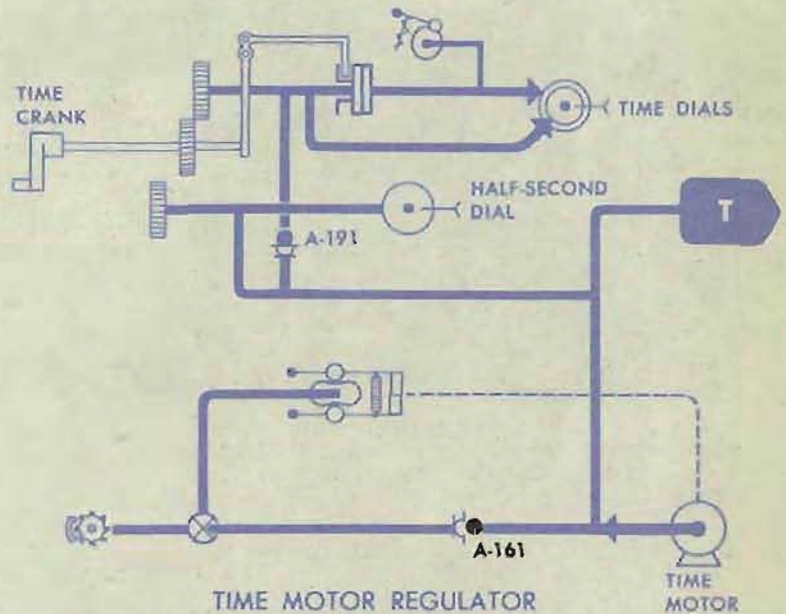 TIME
CRANK
TIME DIALS
HALF-SECOND
DIAL
T
A-191
A-161
TIME MOTOR REGULATOR
TIME
MOTOR